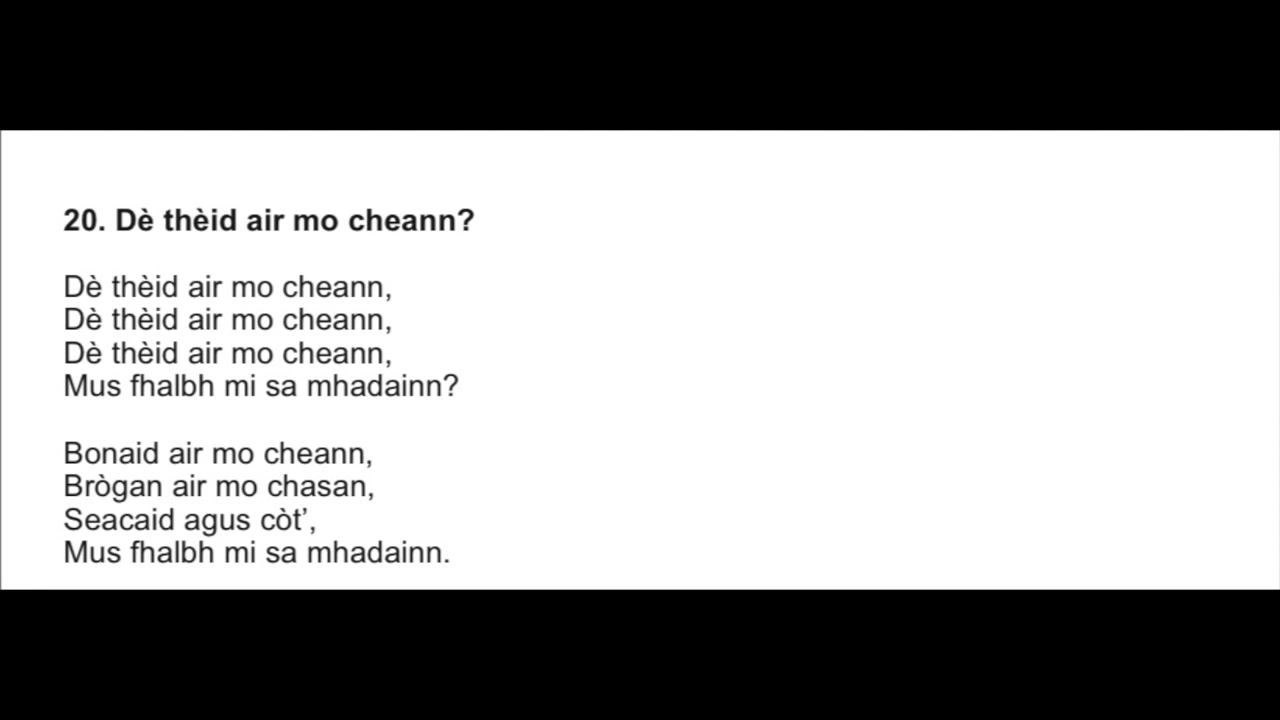 20. Dè thèid air mo cheann?
Dè thèid air mo cheann,
Dè thèid air mo cheann,
Dè thèid air mo cheann,
Mus fhalbh mi sa mhadainn?
Bonaid air mo cheann,
Brògan air mo chasan,
Seacaid agus còt’,
Mus fhalbh mi sa mhadainn.